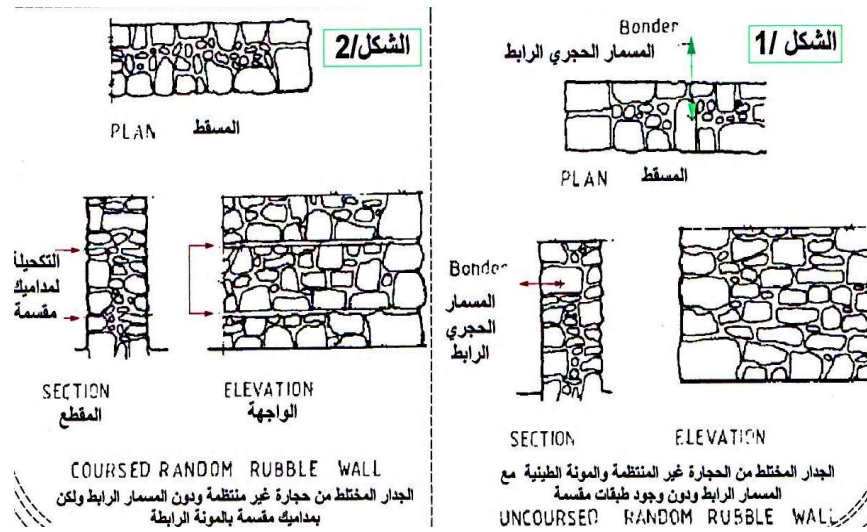 الشكل /1
Bonder
المسمار الحجري الرابط
PLAN المسقط
Bonder
المسمار
الحجري
الرابط
SECTION ELEVATION
الجدار المختلط من الحجارة غير المنتظمة والمونة الطينية مع
المسمار الرابط ودون وجود طبقات مقسمة
UNCOURSED RANDOM RUBBLE WALL
الشكل/2
PLAN المسقط
التكحيلة
لمداميك
مقسمة
SECTION ELEVATION
المقطع الواجهة
COURSED RANDOM RUBBLE WALL
الجدار المختلط من حجارة غير منتظمة ودون المسمار الرابط ولكن
بمداميك مقسمة بالمونة الرابطة